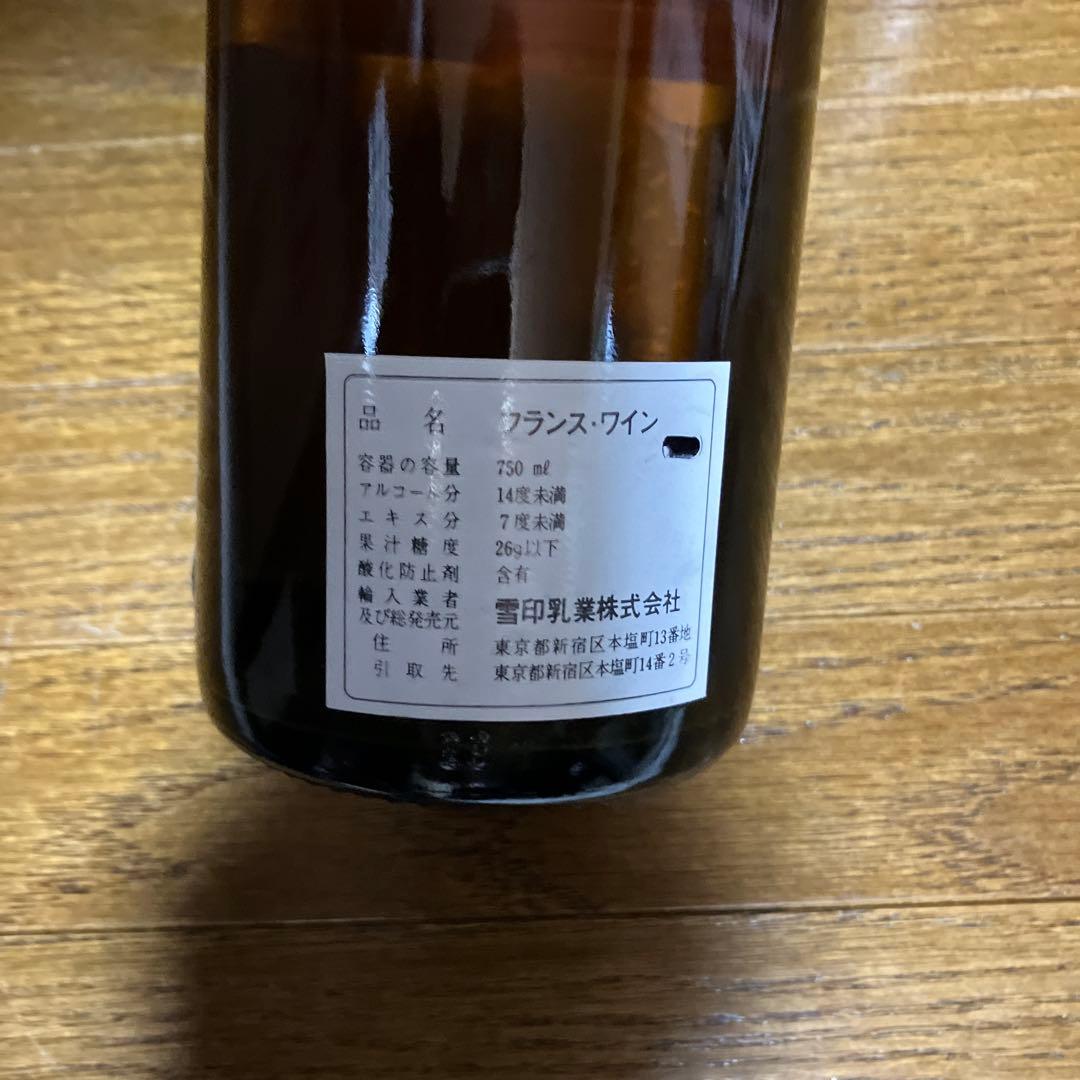 品名 フランス・ワイン
容器の容量 750 ml
アルコール分 14度未満
エキス分 7度未満
果汁糖度 26g以下
酸化防止剤 含有
輸入業者
及び総発売元 雪印乳業株式会社
住所 東京都新宿区本塩町13番地
引取先 東京都新宿区本塩町14番2号